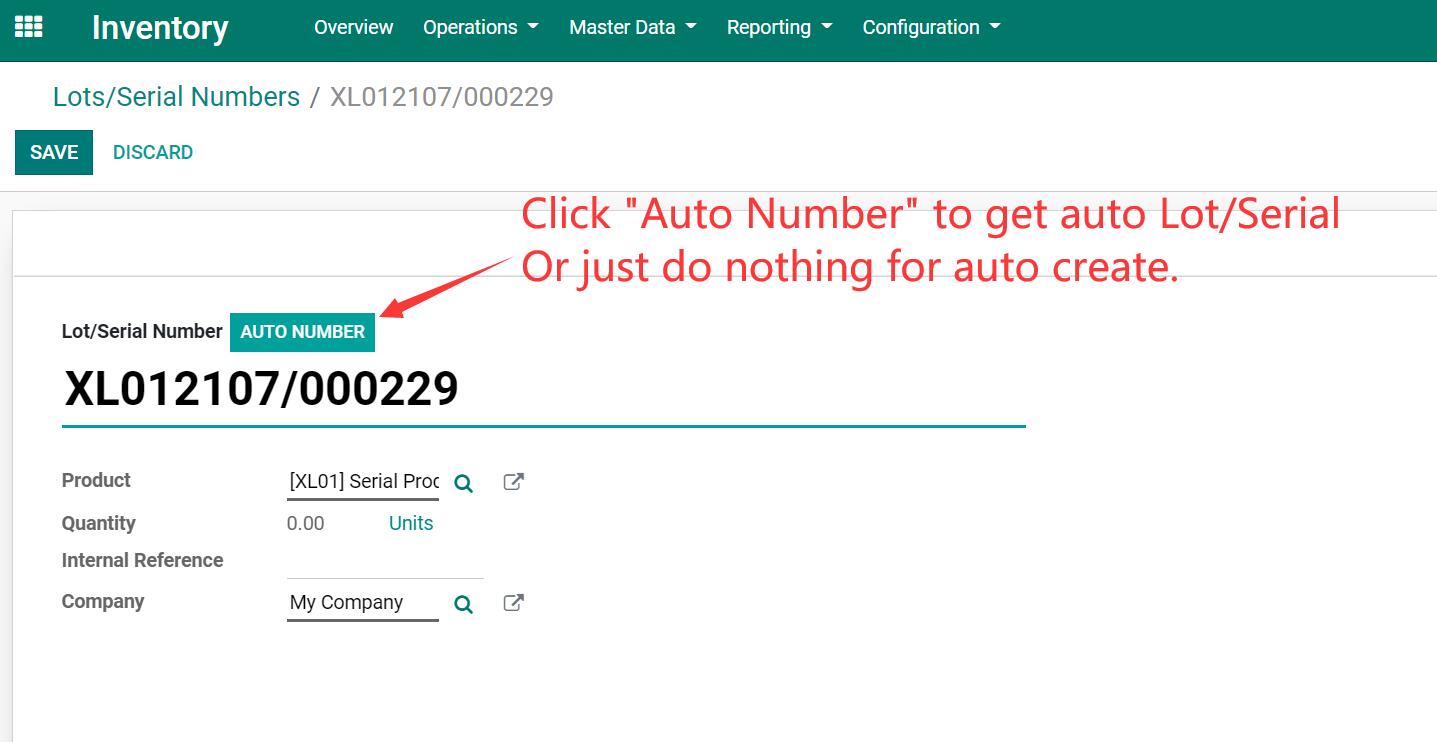 Inventory Overview Operations Master Data Reporting Configuration
Lots/Serial Numbers / XL012107/000229
SAVE DISCARD
Click "Auto Number" to get auto Lot/Serial
Or just do nothing for auto create.
Lot/Serial Number AUTO NUMBER
XL012107/000229
Product [XL01] Serial Proc
Quantity 0.00 Units
Internal Reference
Company My Company